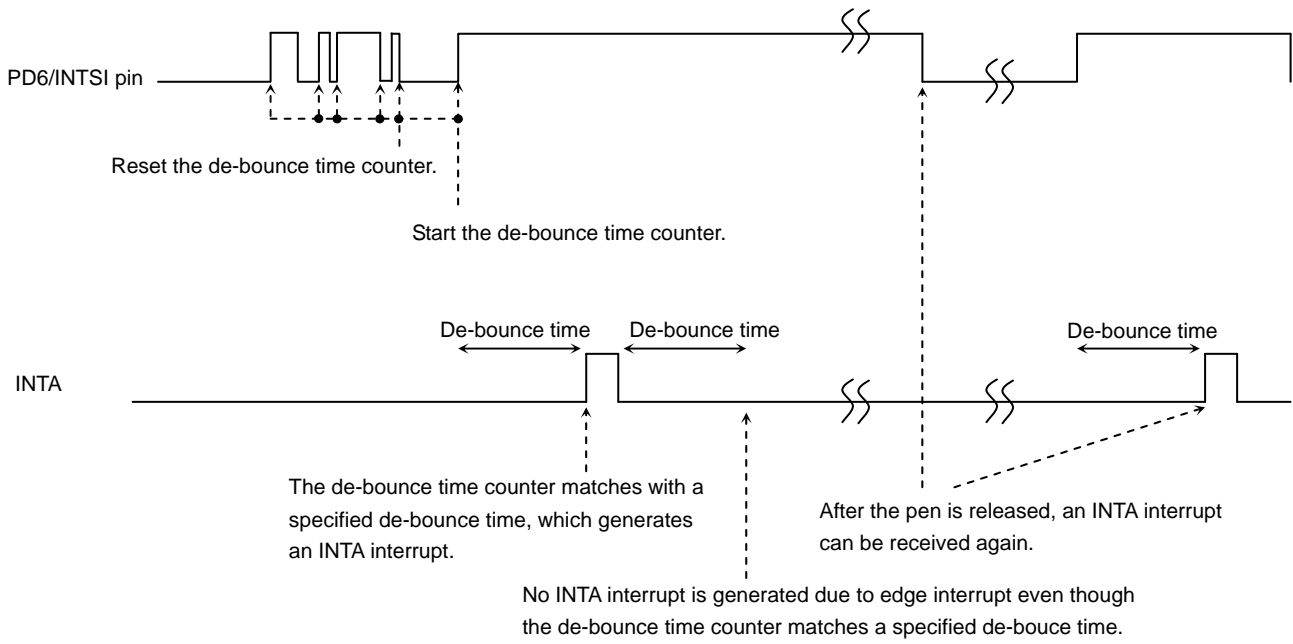 PD6/INTSI pin
Reset the de-bounce time counter.
Start the de-bounce time counter.
De-bounce time
De-bounce time
De-bounce time
INTA
The de-bounce time counter matches with a
specified de-bounce time, which generates
an INTA interrupt.
After the pen is released, an INTA interrupt
can be received again.
No INTA interrupt is generated due to edge interrupt even though
the de-bounce time counter matches a specified de-bouce time.